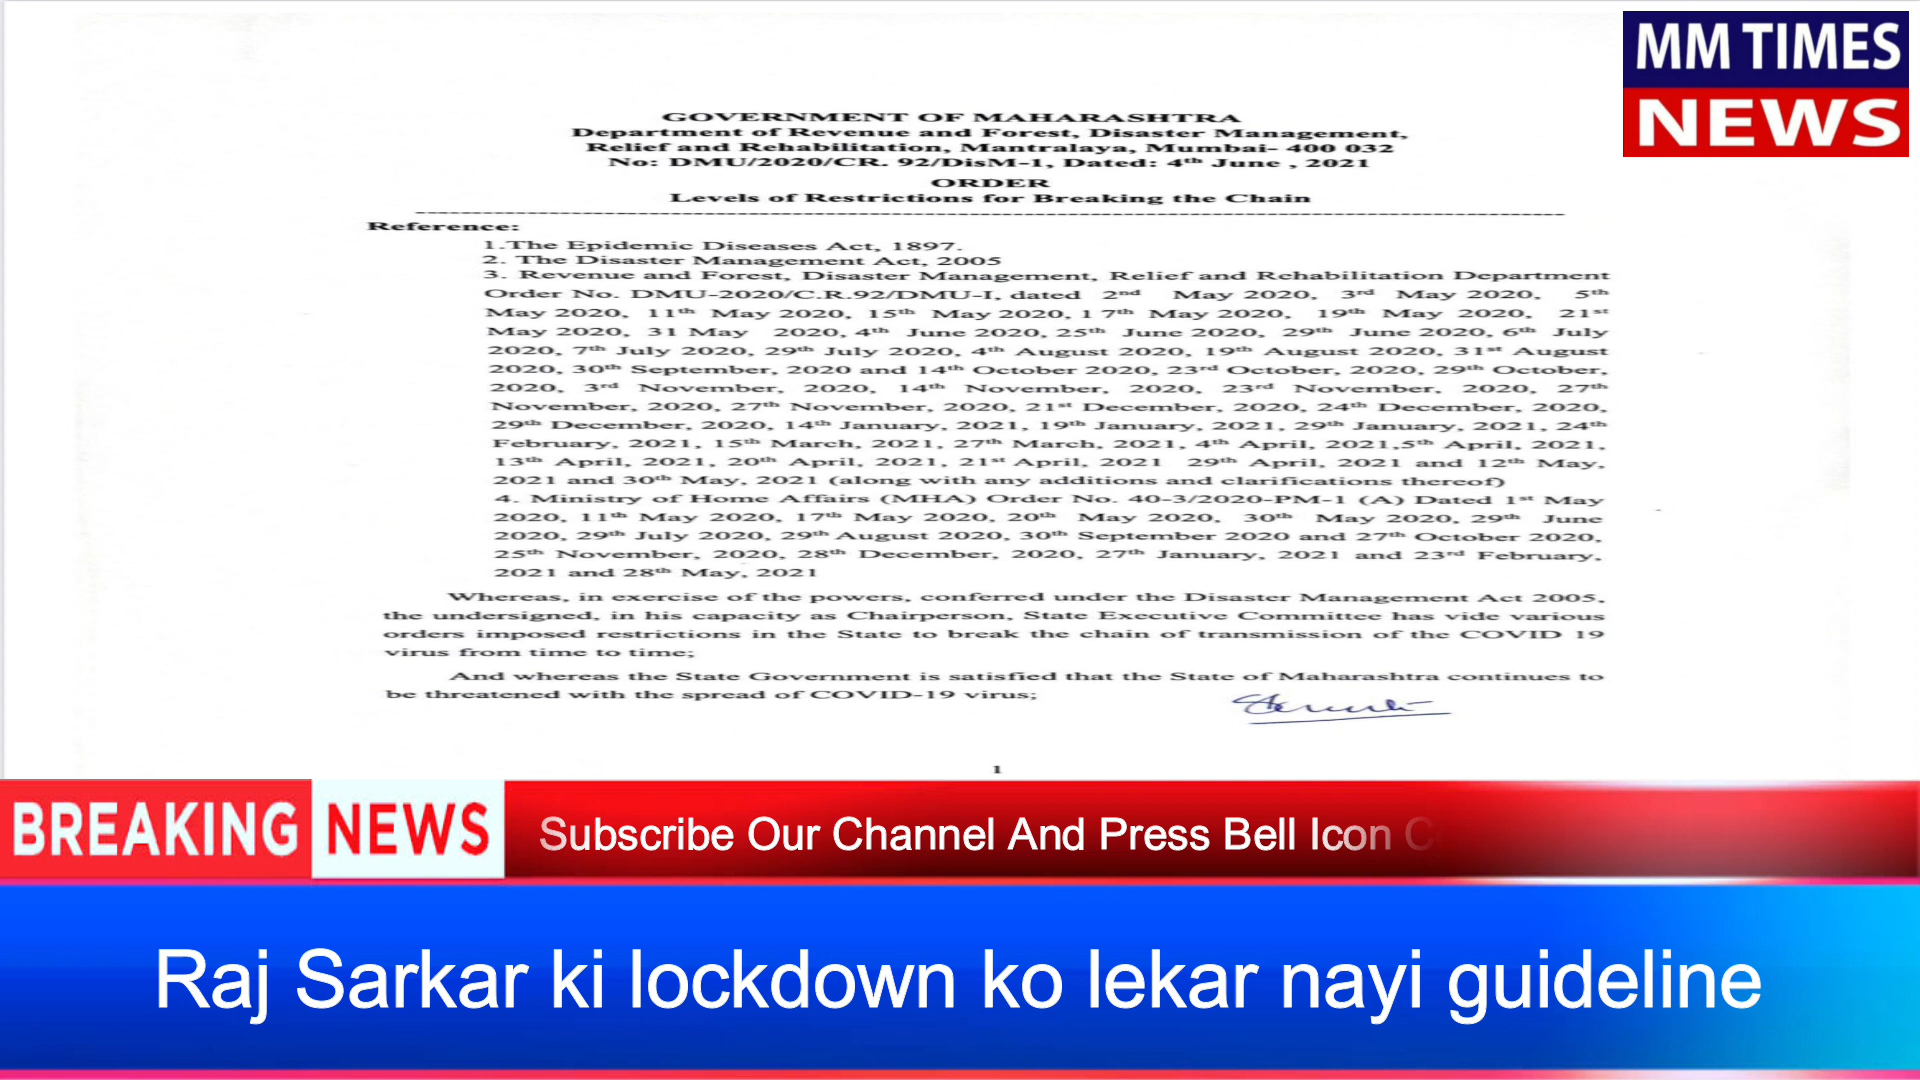 MM TIMES
NEWS
GOVERNMENT OF MAHARASHTRA
Department of Revenue and Forest, Disaster Management,
Relief and Rehabilitation, Mantralaya, Mumbai- 400 032
No: DMU/2020/CR. 92/DisM-1, Dated: 4th June , 2021
ORDER
Levels of Restrictions for Breaking the Chain
Reference:
1.The Epidemic Diseases Act, 1897.
2. The Disaster Management Act, 2005
3. Revenue and Forest, Disaster Management, Relief and Rehabilitation Department
Order No. DMU-2020/C.R.92/DMU-I, dated 2nd May 2020, 3rd May 2020, 5th
May 2020, 11th May 2020, 15th May 2020, 1 7th May 2020, 19th May 2020, 21st
May 2020, 31 May 2020, 4th June 2020, 25th June 2020, 29th June 2020, 6th July
2020, 7th July 2020, 29th July 2020, 4th August 2020, 19th August 2020, 31st August
2020, 30th September, 2020 and 14th October 2020, 23rd October, 2020, 29th October,
2020, 3rd November, 2020, 14th November, 2020, 23rd November, 2020, 27th
November, 2020, 27th November, 2020, 21st December, 2020, 24th December, 2020,
29th December, 2020, 14th January, 2021, 19th January, 2021, 29th January, 2021, 24th
February, 2021, 15th March, 2021, 27th March, 2021, 4th April, 2021,5th April, 2021,
13th April, 2021, 20th April, 2021, 21st April, 2021 29th April, 2021 and 12th May,
2021 and 30th May, 2021 (along with any additions and clarifications thereof)
4. Ministry of Home Affairs (MHA) Order No. 40-3/2020-PM-1 (A) Dated 1st May
2020, 11th May 2020, 17th May 2020, 20th May 2020, 30th May 2020, 29th June
2020, 29th July 2020, 29th August 2020, 30th September 2020 and 27th October 2020,
25th November, 2020, 28th December, 2020, 27th January, 2021 and 23rd February,
2021 and 28th May, 2021
Whereas, in exercise of the powers, conferred under the Disaster Management Act 2005,
the undersigned, in his capacity as Chairperson, State Executive Committee has vide various
orders imposed restrictions in the State to break the chain of transmission of the COVID 19
virus from time to time;
And whereas the State Government is satisfied that the State of Maharashtra continues to
be threatened with the spread of COVID-19 virus;
1
BREAKING NEWS
Subscribe Our Channel And Press Bell Icon C
Raj Sarkar ki lockdown ko lekar nayi guideline